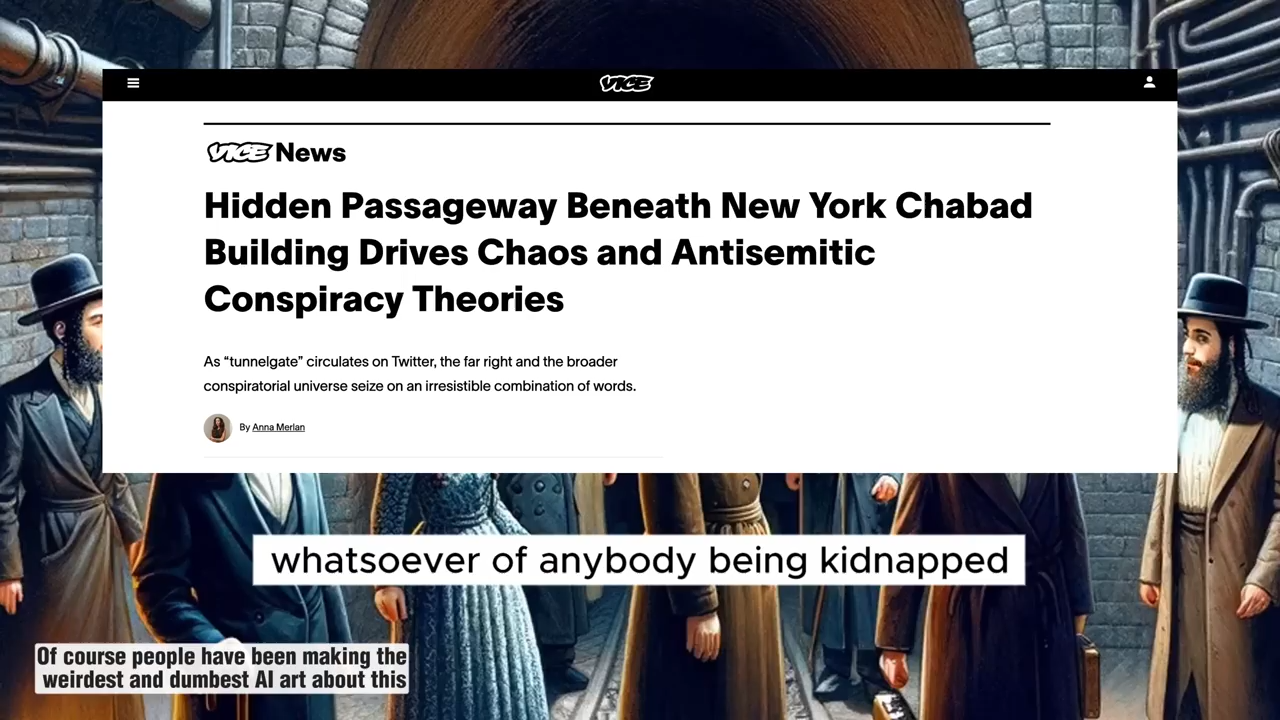 VICE
VICE News
Hidden Passageway Beneath New York Chabad
Building Drives Chaos and Antisemitic
Conspiracy Theories
As “tunnelgate” circulates on Twitter, the far right and the broader
conspiratorial universe seize on an irresistible combination of words.
By Anna Merlan
whatsoever of anybody being kidnapped
Of course people have been making the
weirdest and dumbest AI art about this